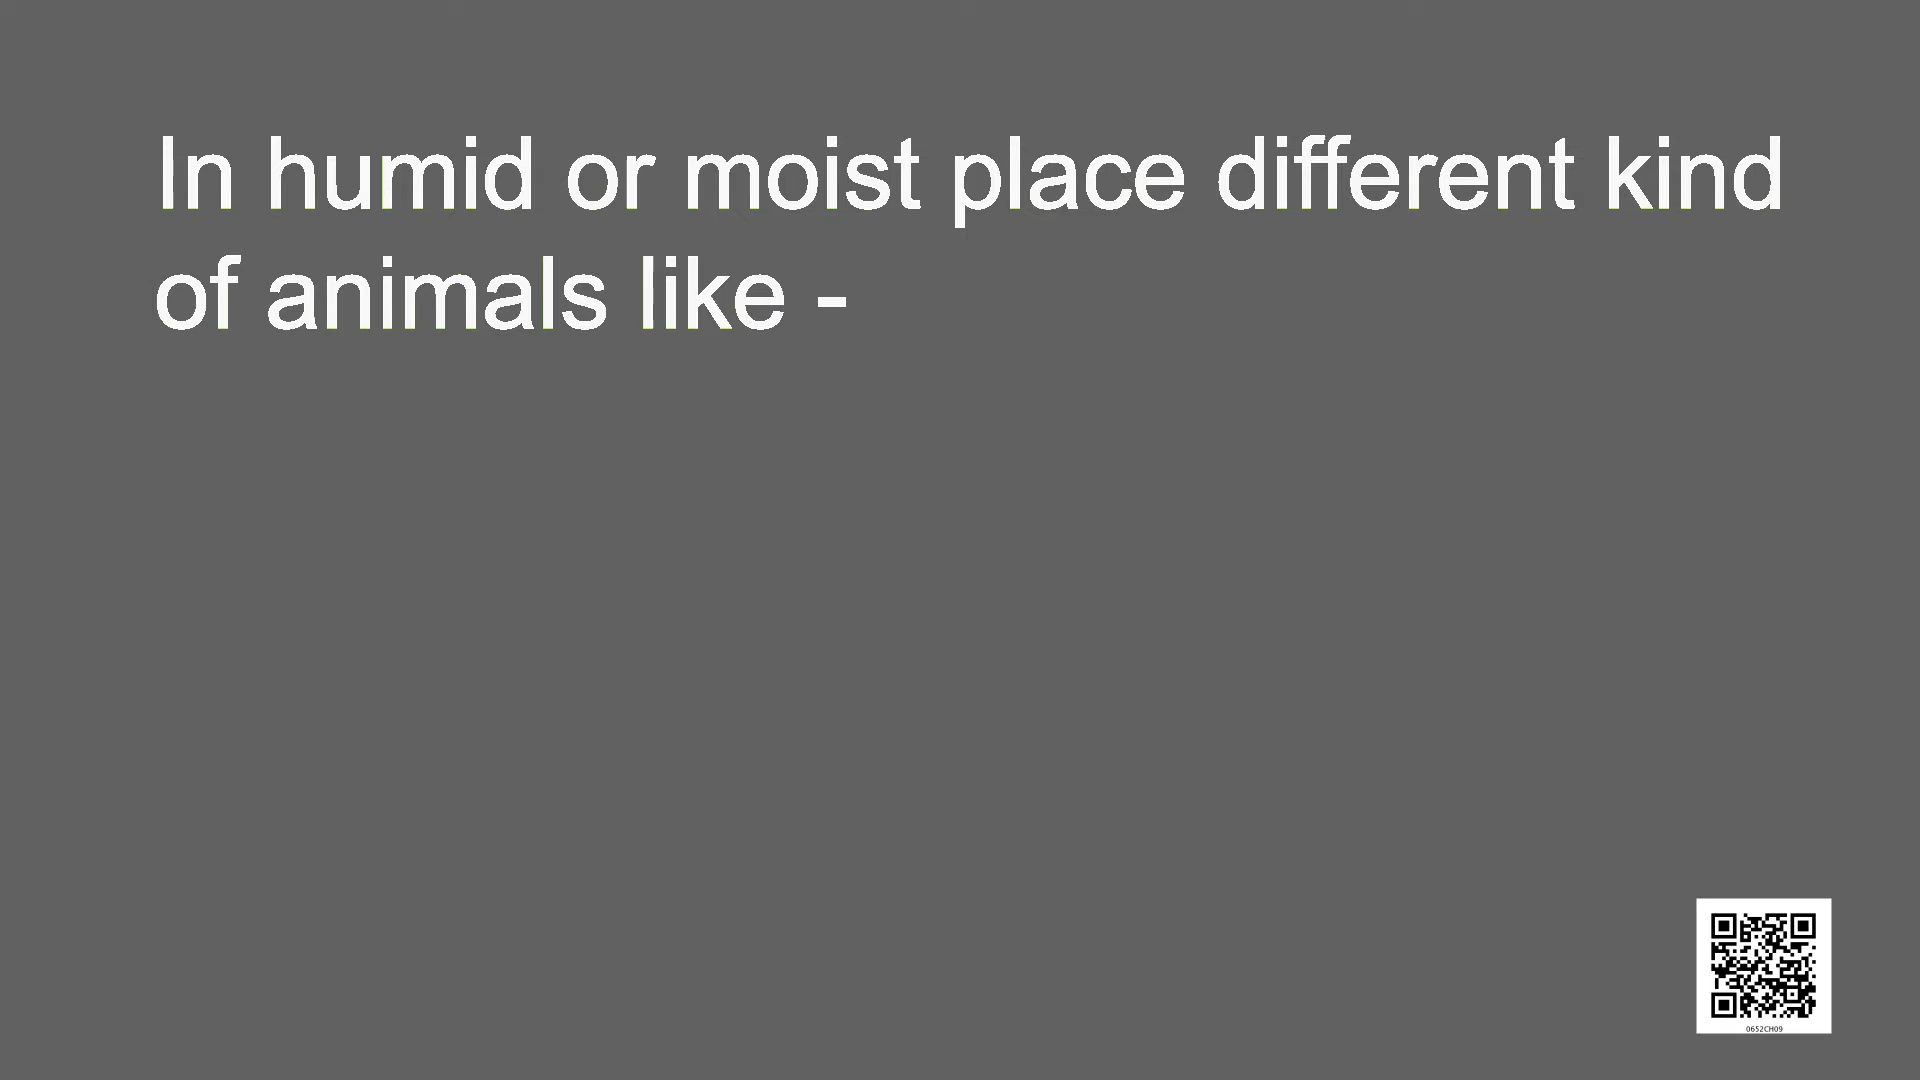 In humid or moist place different kind
of animals like -
0652CH09